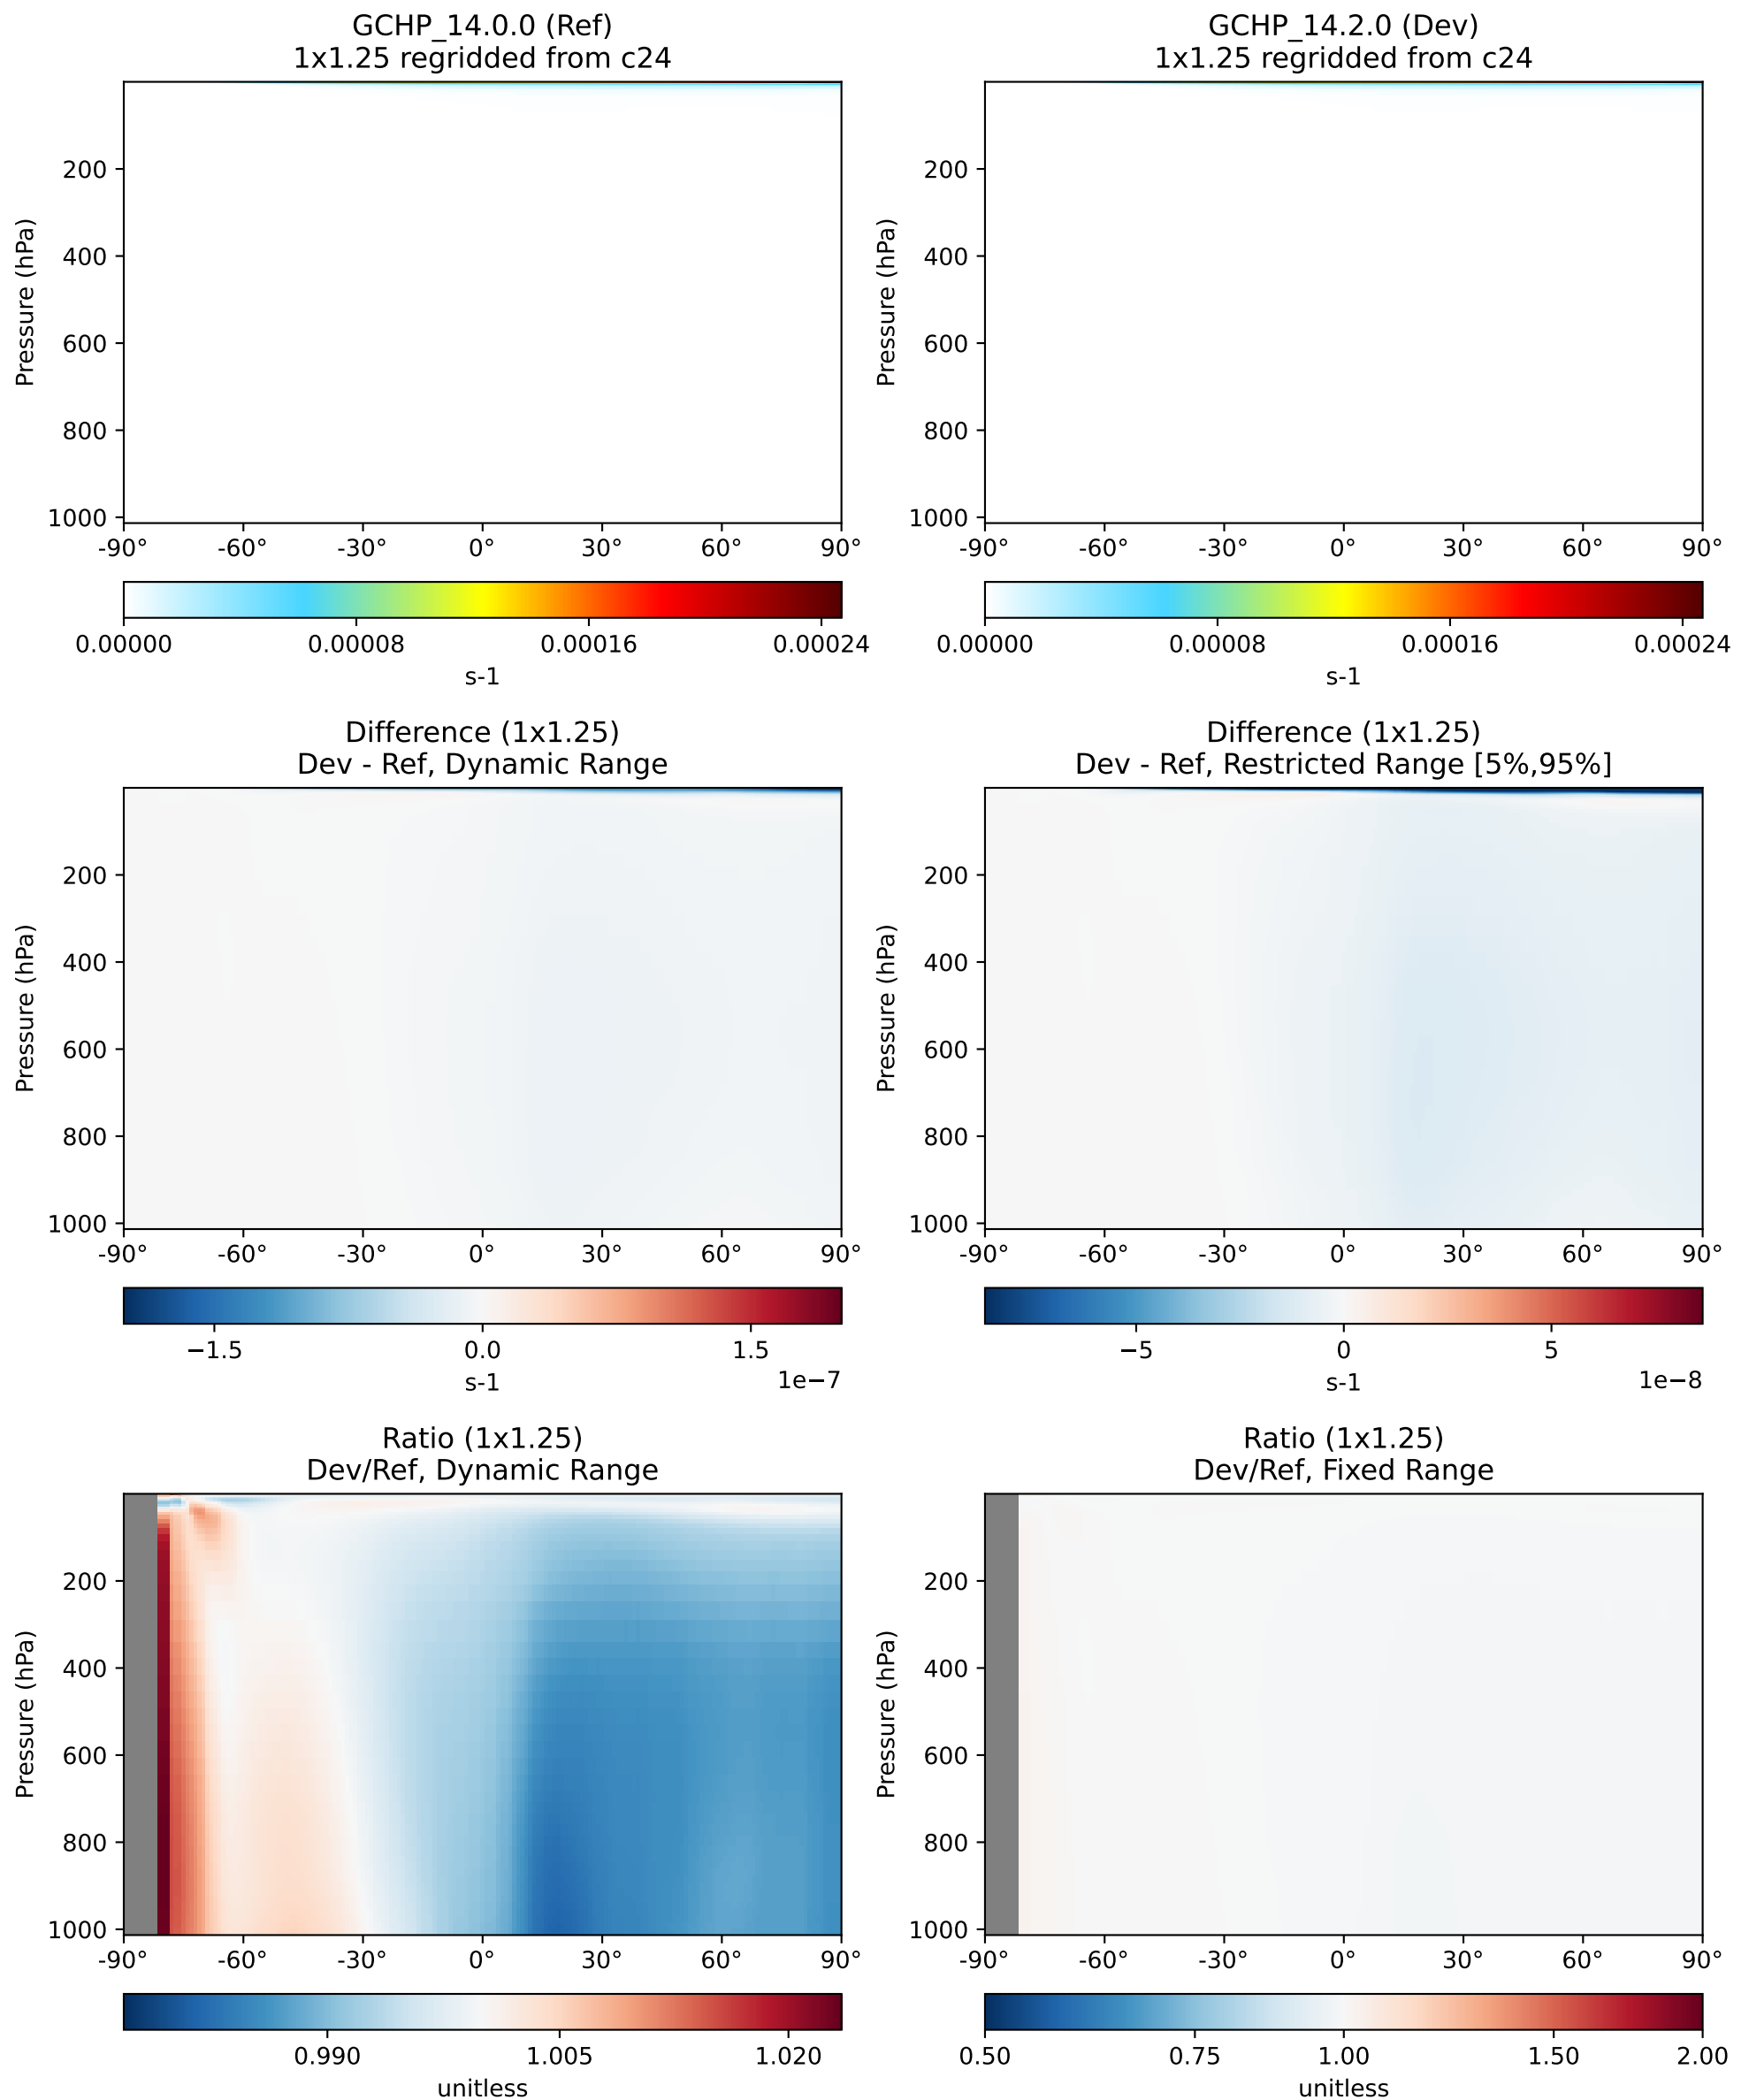 GCHP_14.0.0 (Ref)
1x1.25 regridded from c24
Pressure (hPa)
200
400
600
800
1000
-90° -60° -30° 0° 30° 60° 90°
0.00000 0.00008 0.00016 0.00024
s-1
GCHP_14.2.0 (Dev)
1x1.25 regridded from c24
Pressure (hPa)
200
400
600
800
1000
-90° -60° -30° 0° 30° 60° 90°
0.00000 0.00008 0.00016 0.00024
s-1
Difference (1x1.25)
Dev - Ref, Dynamic Range
Pressure (hPa)
200
400
600
800
1000
-90° -60° -30° 0° 30° 60° 90°
−1.5 0.0 1.5
s-1 1e−7
Difference (1x1.25)
Dev - Ref, Restricted Range [5%,95%]
Pressure (hPa)
200
400
600
800
1000
-90° -60° -30° 0° 30° 60° 90°
−5 0 5
s-1 1e−8
Ratio (1x1.25)
Dev/Ref, Dynamic Range
Pressure (hPa)
200
400
600
800
1000
-90° -60° -30° 0° 30° 60° 90°
0.990 1.005 1.020
unitless
Ratio (1x1.25)
Dev/Ref, Fixed Range
Pressure (hPa)
200
400
600
800
1000
-90° -60° -30° 0° 30° 60° 90°
0.50 0.75 1.00 1.50 2.00
unitless